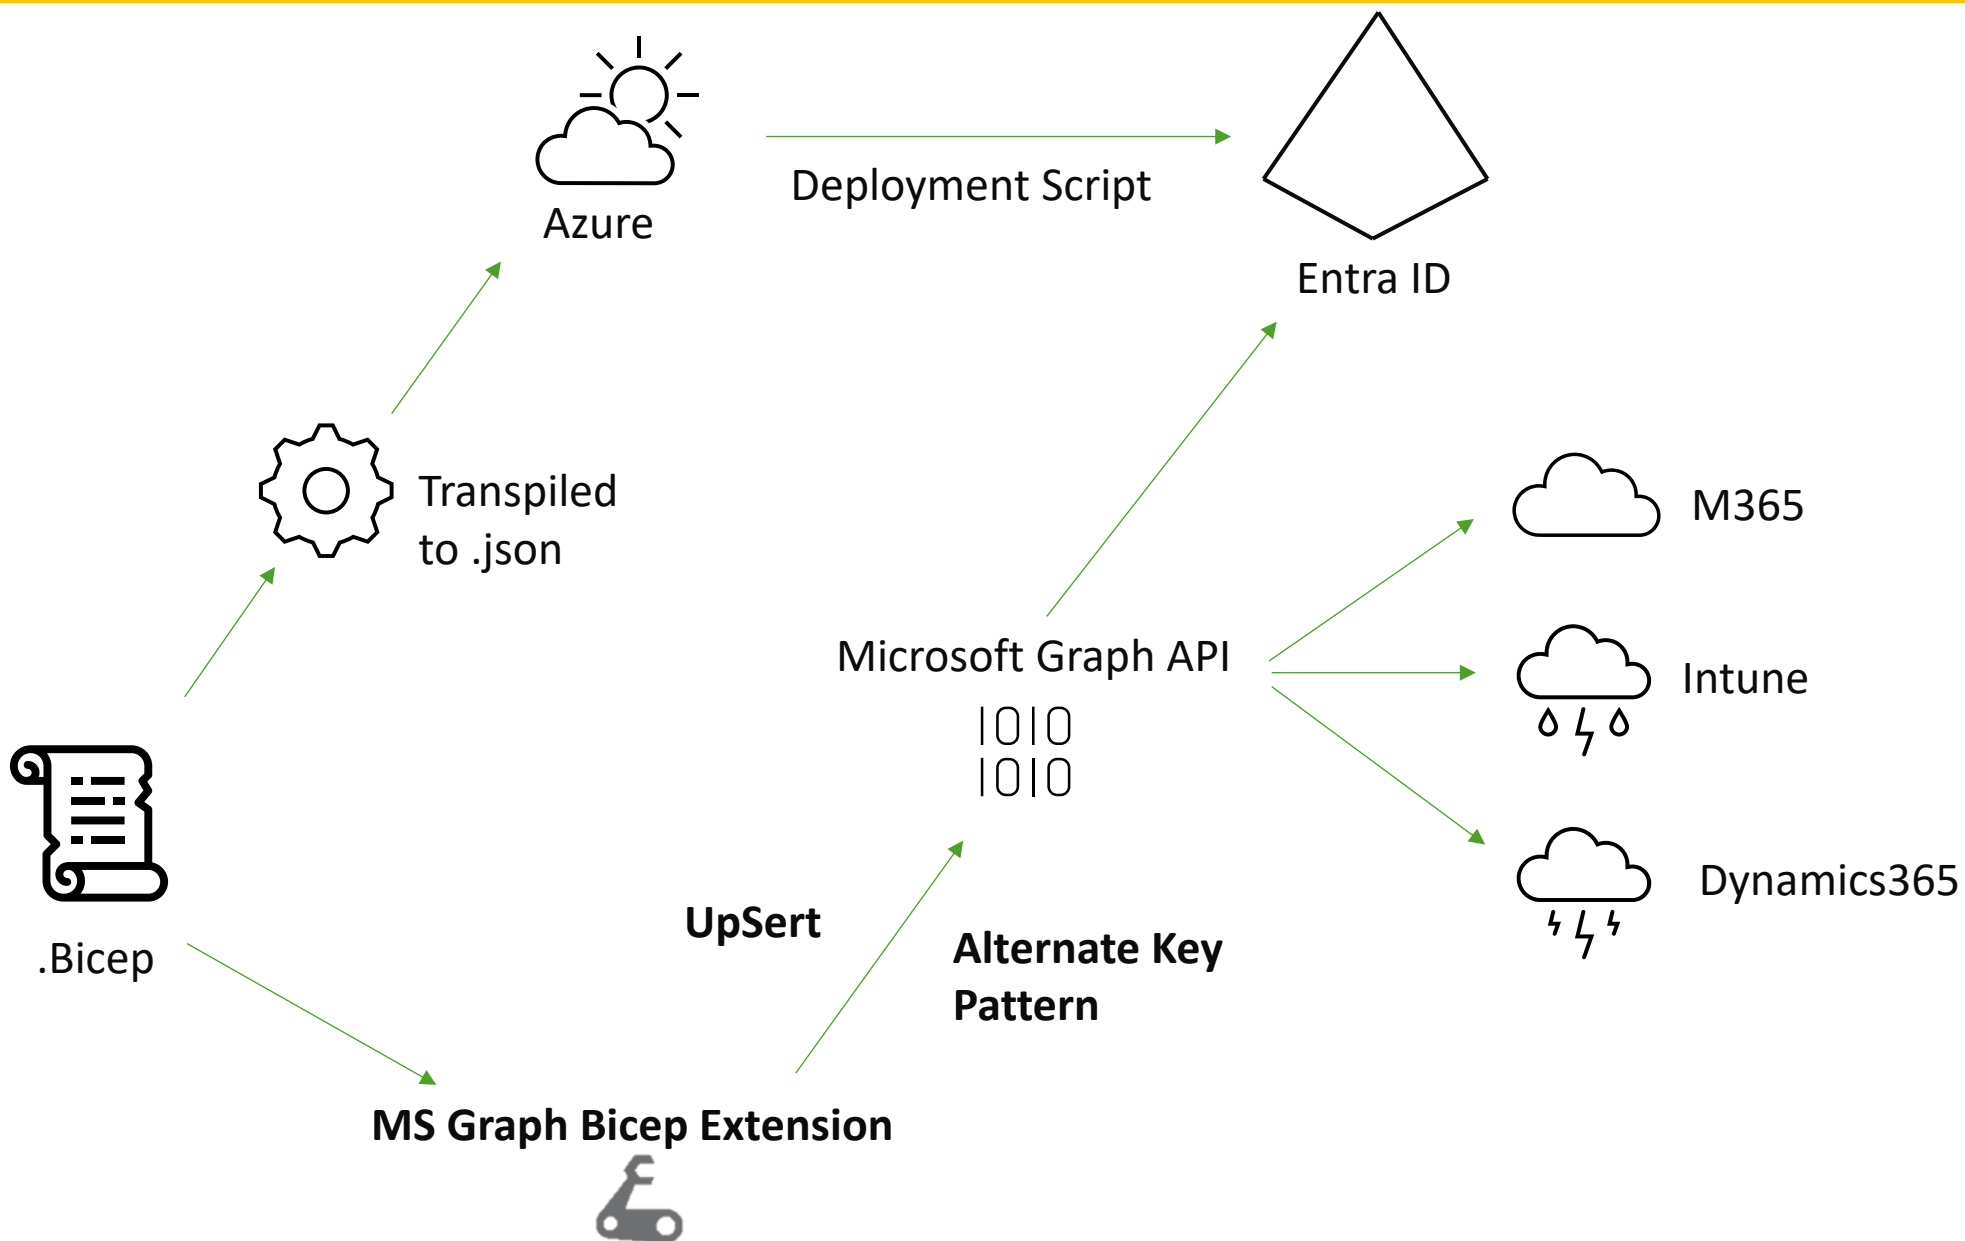 Azure
Deployment Script
Entra ID
Transpiled
to .json
M365
Microsoft Graph API
Intune
1010
1010
.Bicep
UpSert
Alternate Key
Pattern
Dynamics365
MS Graph Bicep Extension